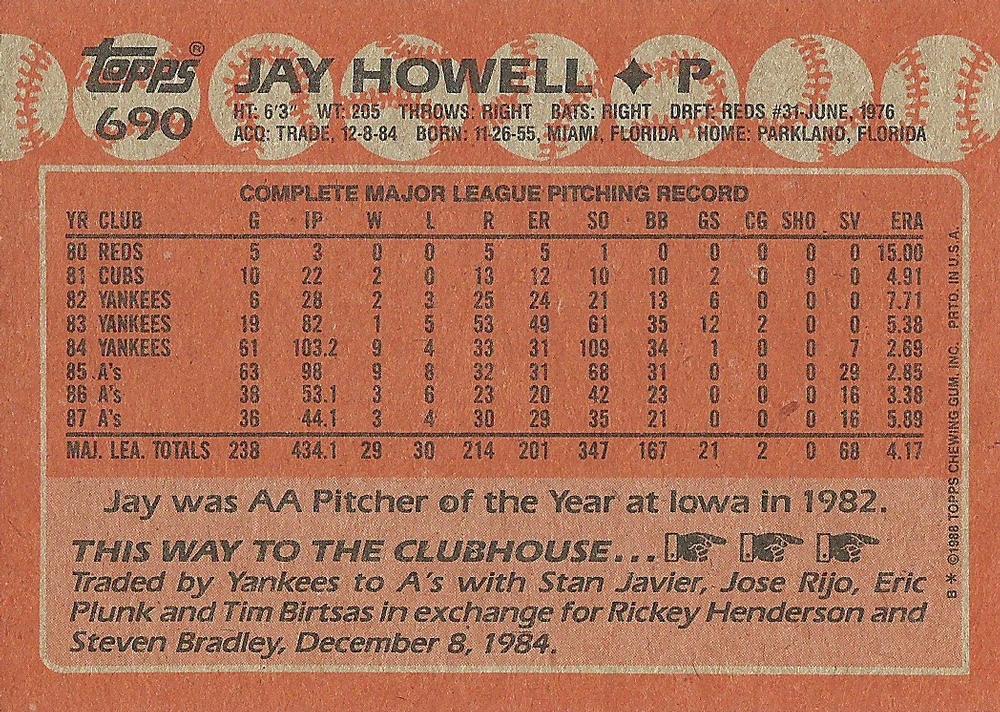 Topps®
690
JAY HOWELL ✦ P
HT: 6'3" WT: 205 THROWS: RIGHT BATS: RIGHT DRFT: REDS #31-JUNE, 1976
ACQ: TRADE, 12-8-84 BORN: 11-26-55, MIAMI, FLORIDA HOME: PARKLAND, FLORIDA
COMPLETE MAJOR LEAGUE PITCHING RECORD
YR CLUB G IP W L R ER SO BB GS CG SHO SV ERA
80 REDS 5 3 0 0 5 5 1 0 0 0 0 0 15.00
81 CUBS 10 22 2 0 13 12 10 10 2 0 0 0 4.91
82 YANKEES 6 28 2 3 25 24 21 13 6 0 0 0 7.71
83 YANKEES 19 82 1 5 53 49 61 35 12 2 0 0 5.38
84 YANKEES 61 103.2 9 4 33 31 109 34 1 0 0 7 2.69
85 A's 63 98 9 8 32 31 68 31 0 0 0 29 2.85
86 A's 38 53.1 3 6 23 20 42 23 0 0 0 16 3.38
87 A's 36 44.1 3 4 30 29 35 21 0 0 0 16 5.89
MAJ. LEA. TOTALS 238 434.1 29 30 214 201 347 167 21 2 0 68 4.17
Jay was AA Pitcher of the Year at Iowa in 1982.
THIS WAY TO THE CLUBHOUSE...
Traded by Yankees to A's with Stan Javier, Jose Rijo, Eric
Plunk and Tim Birtsas in exchange for Rickey Henderson and
Steven Bradley, December 8, 1984.
B * ©1988 TOPPS CHEWING GUM, INC. PRTD. IN U.S.A.